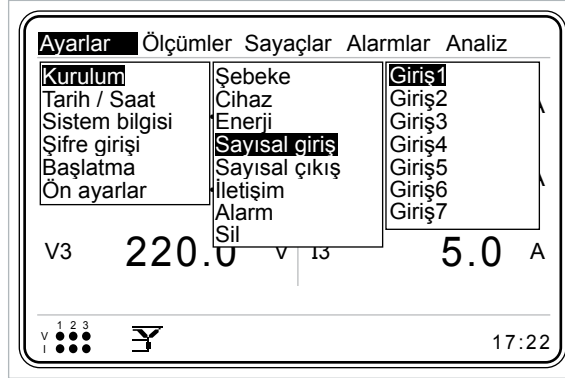 Ayarlar Ölçümler Sayaçlar Alarmlar Analiz
Kurulum
Tarih / Saat
Sistem bilgisi
Şifre girişi
Başlatma
Ön ayarlar
Şebeke
Cihaz
Enerji
Sayısal giriş
Sayısal çıkış
İletişim
Alarm
Sil
Giriş1
Giriş2
Giriş3
Giriş4
Giriş5
Giriş6
Giriş7
V3 220.0 V I3 5.0 A
1 2 3
V
I
17:22